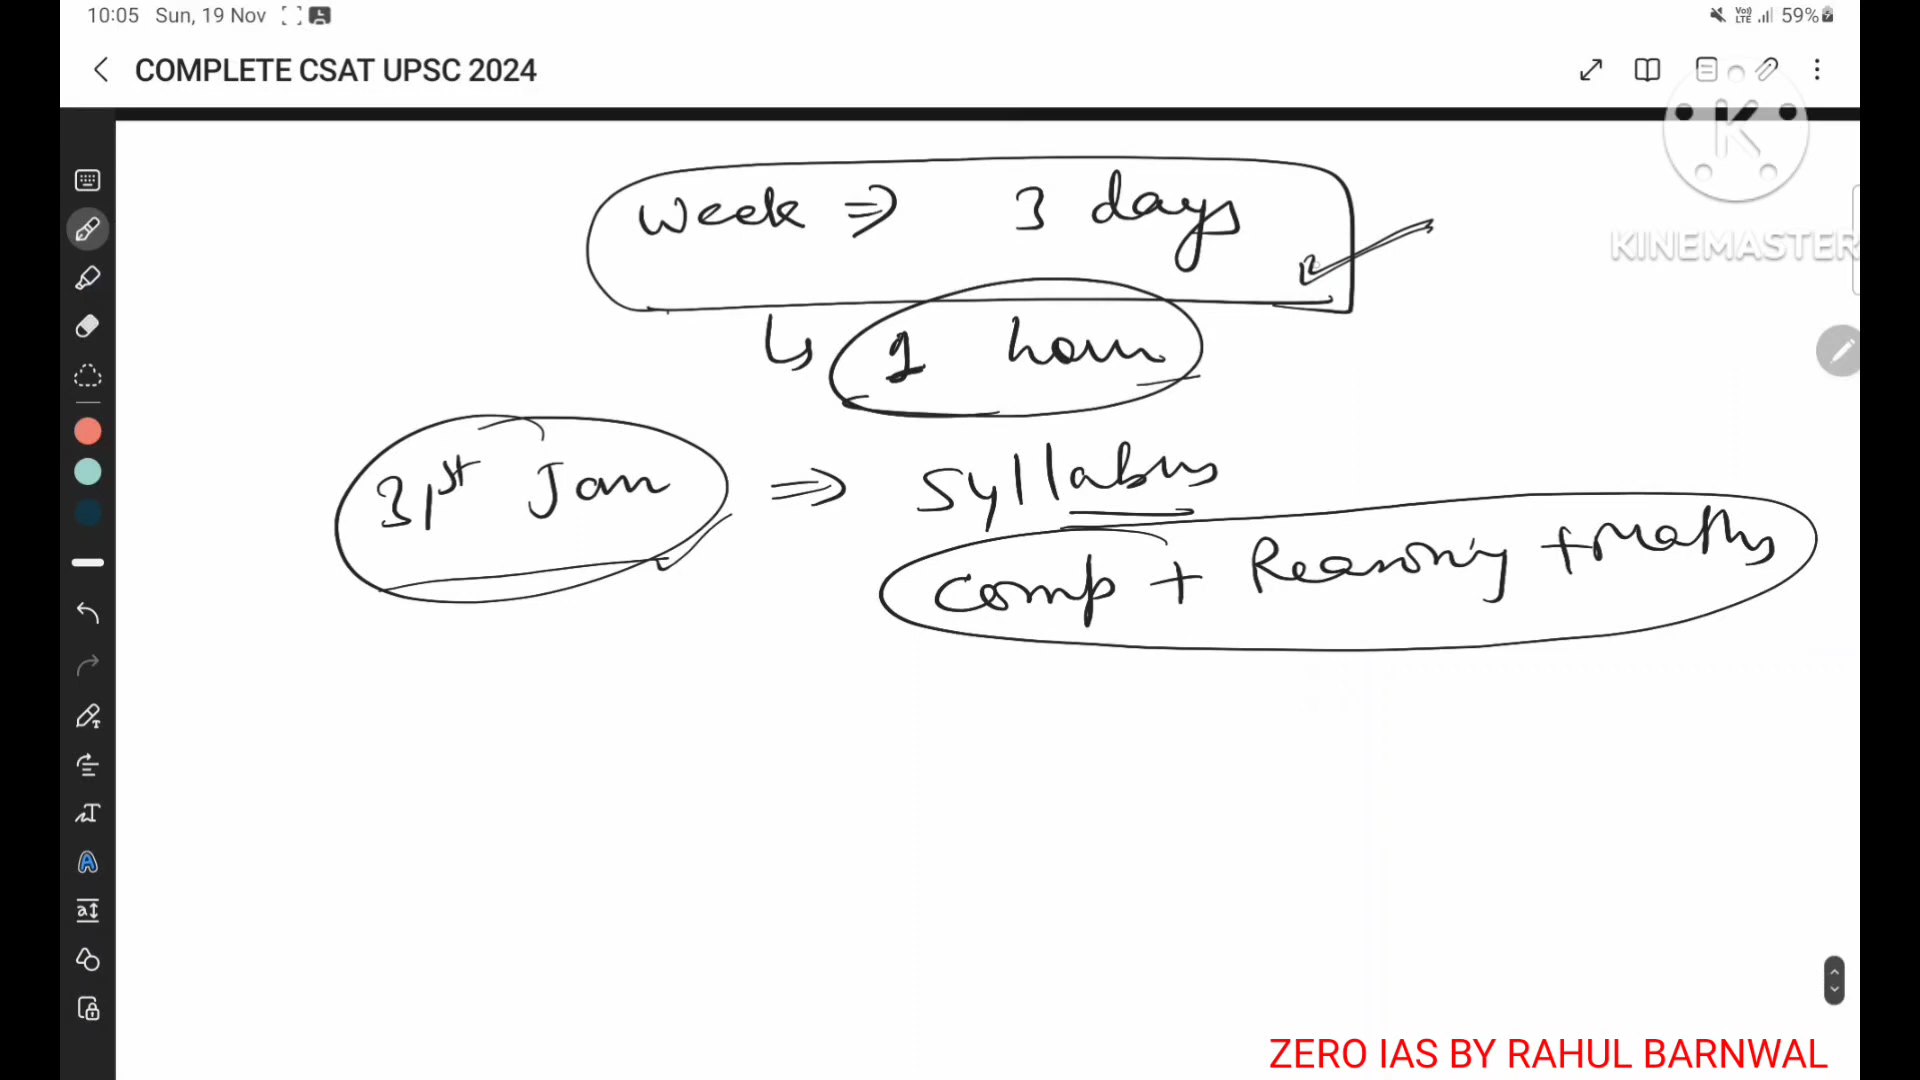 10:05 Sun, 19 Nov 59%
COMPLETE CSAT UPSC 2024
KINEMASTER
Week ⇒ 3 days
↳ 1 hour
31st Jan ⇒ Syllabus
Comp + Reasoning + Maths
ZERO IAS BY RAHUL BARNWAL